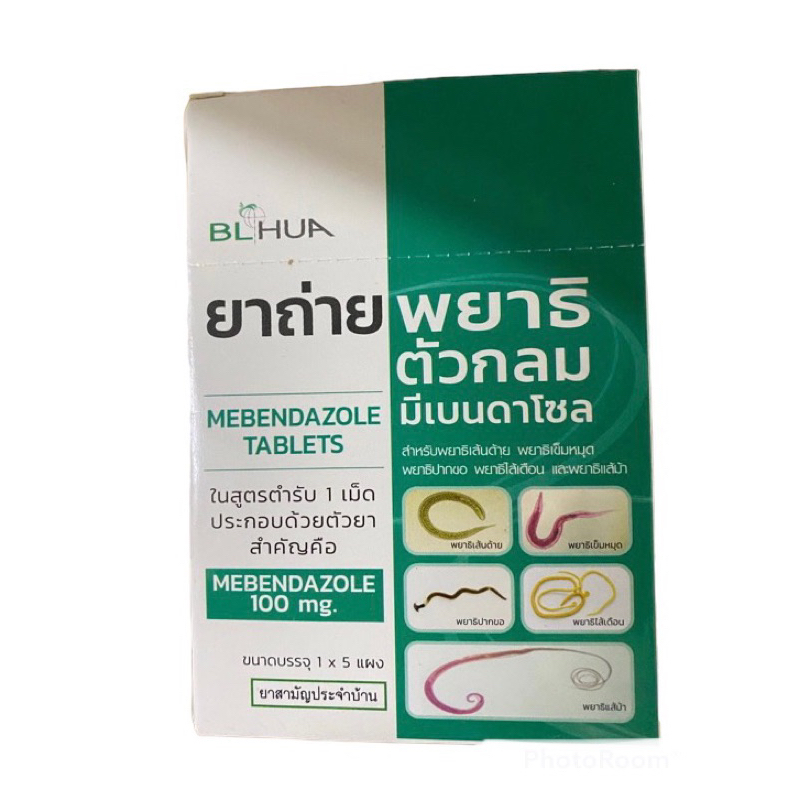 BLHUA
ยาถ่ายพยาธิ
ตัวกลม
มีเบนดาโซล
สำหรับพยาธิเส้นด้าย พยาธิเข็มหมุด
พยาธิปากขอ พยาธิไส้เดือน และพยาธิแส้ม้า
MEBENDAZOLE
TABLETS
ในสูตรตำรับ 1 เม็ด
ประกอบด้วยตัวยา
สำคัญคือ
MEBENDAZOLE
100 mg.
ขนาดบรรจุ 1 x 5 แผง
ยาสามัญประจำบ้าน
พยาธิเส้นด้าย
พยาธิเข็มหมุด
พยาธิปากขอ
พยาธิไส้เดือน
พยาธิแส้ม้า
PhotoRoom